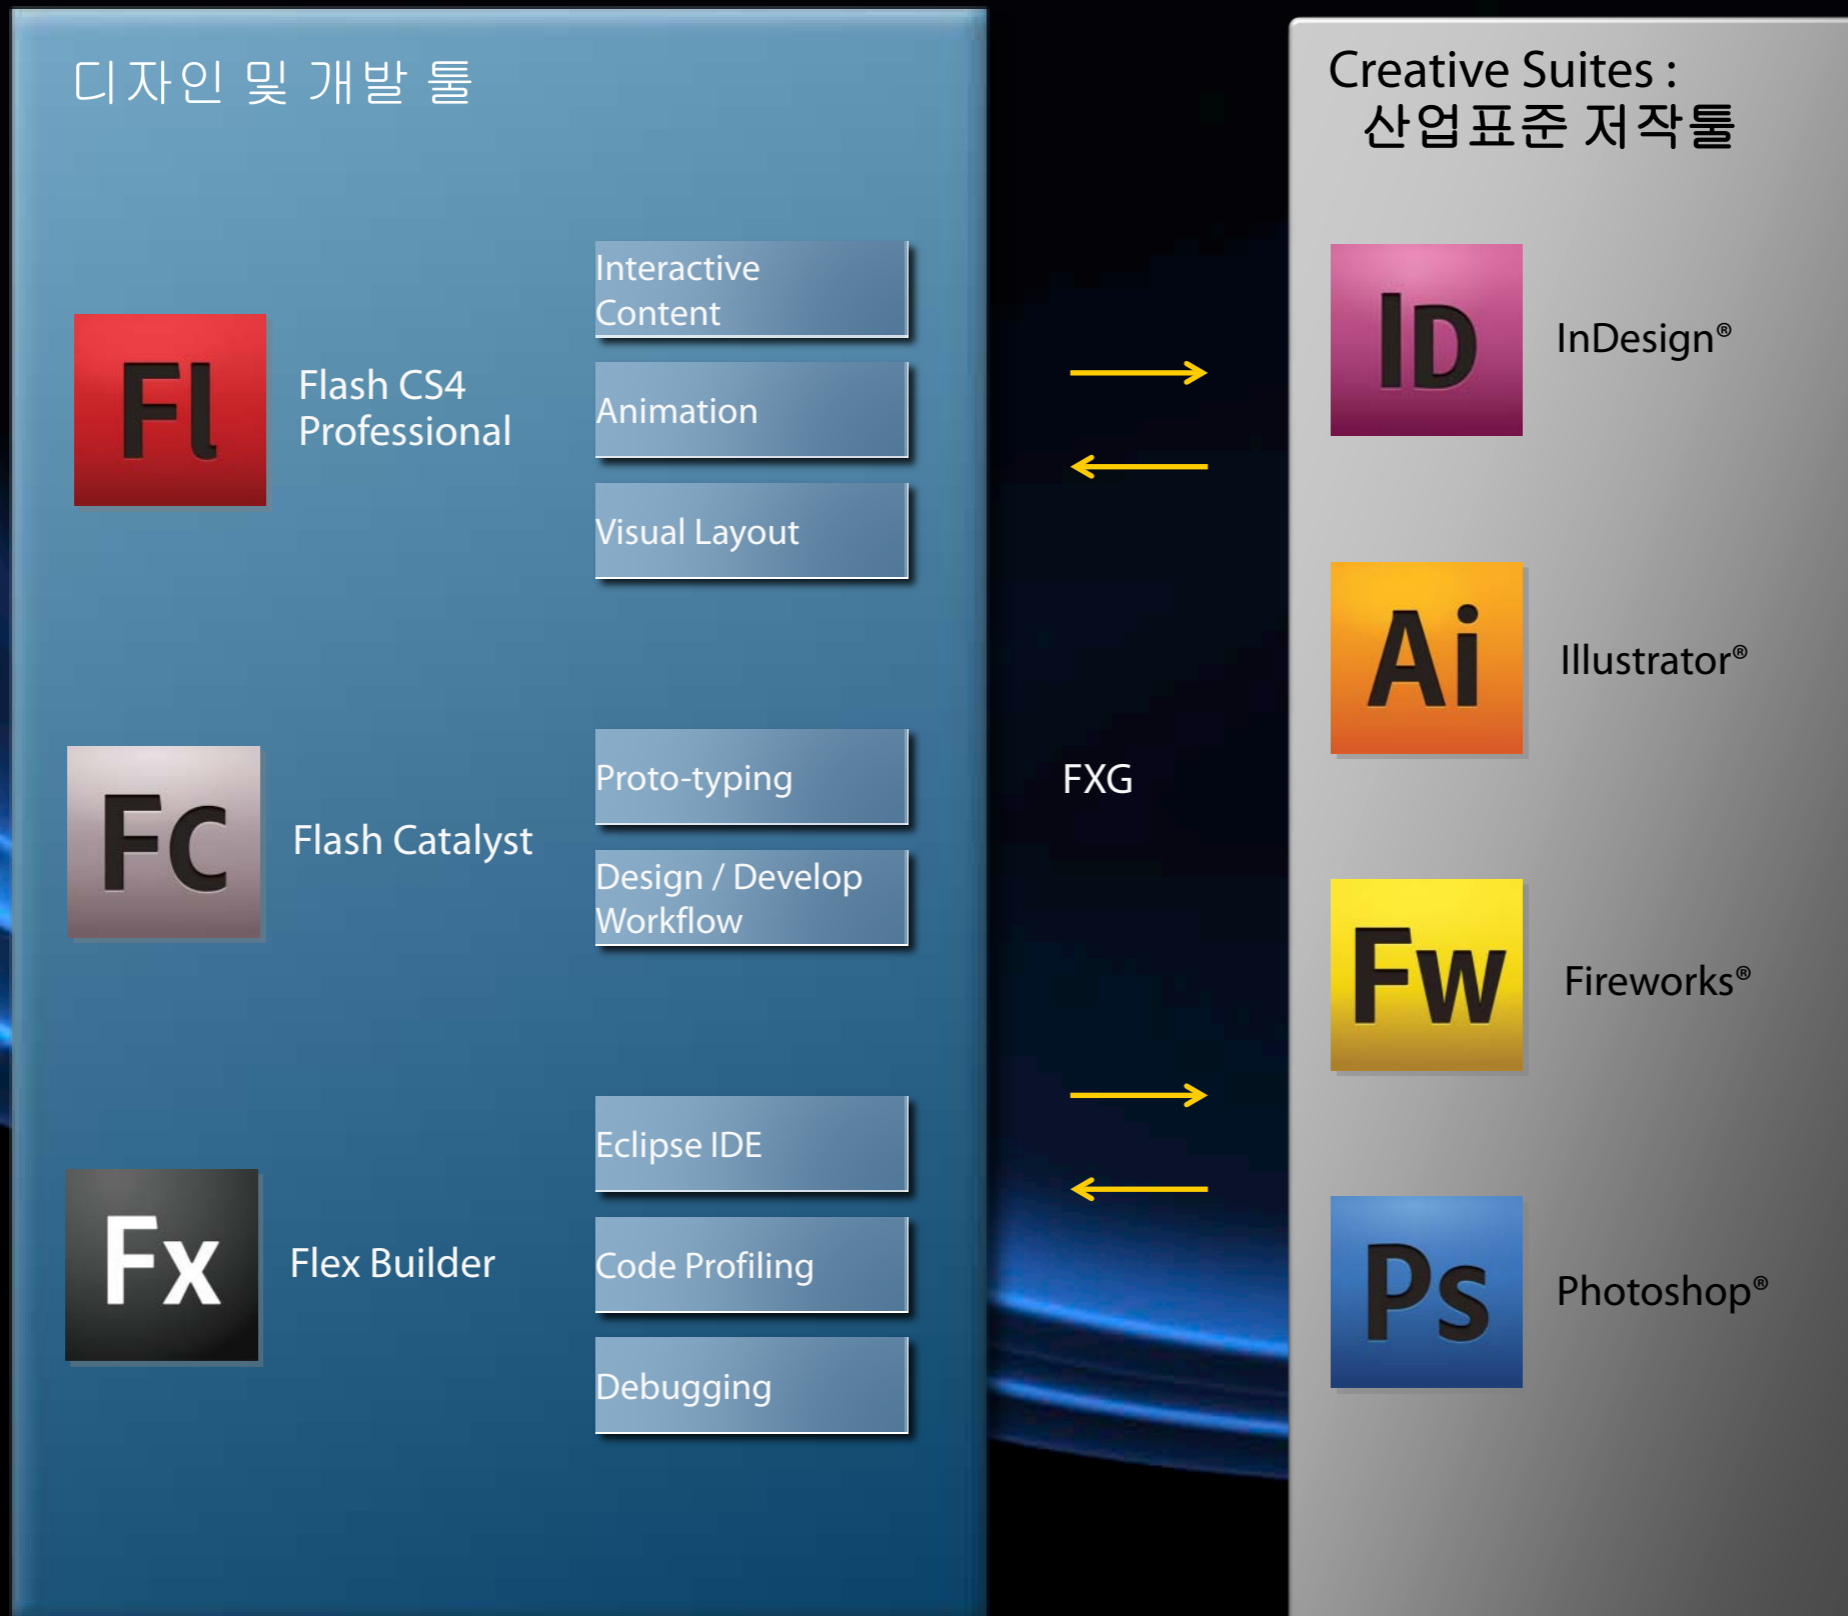 디자인 및 개발 툴
Fl
Flash CS4
Professional
Interactive
Content
Animation
Visual Layout
Fc
Flash Catalyst
Proto-typing
Design / Develop
Workflow
Fx
Flex Builder
Eclipse IDE
Code Profiling
Debugging
FXG
Creative Suites :
산업표준 저작툴
ID
InDesign®
Ai
Illustrator®
Fw
Fireworks®
Ps
Photoshop®